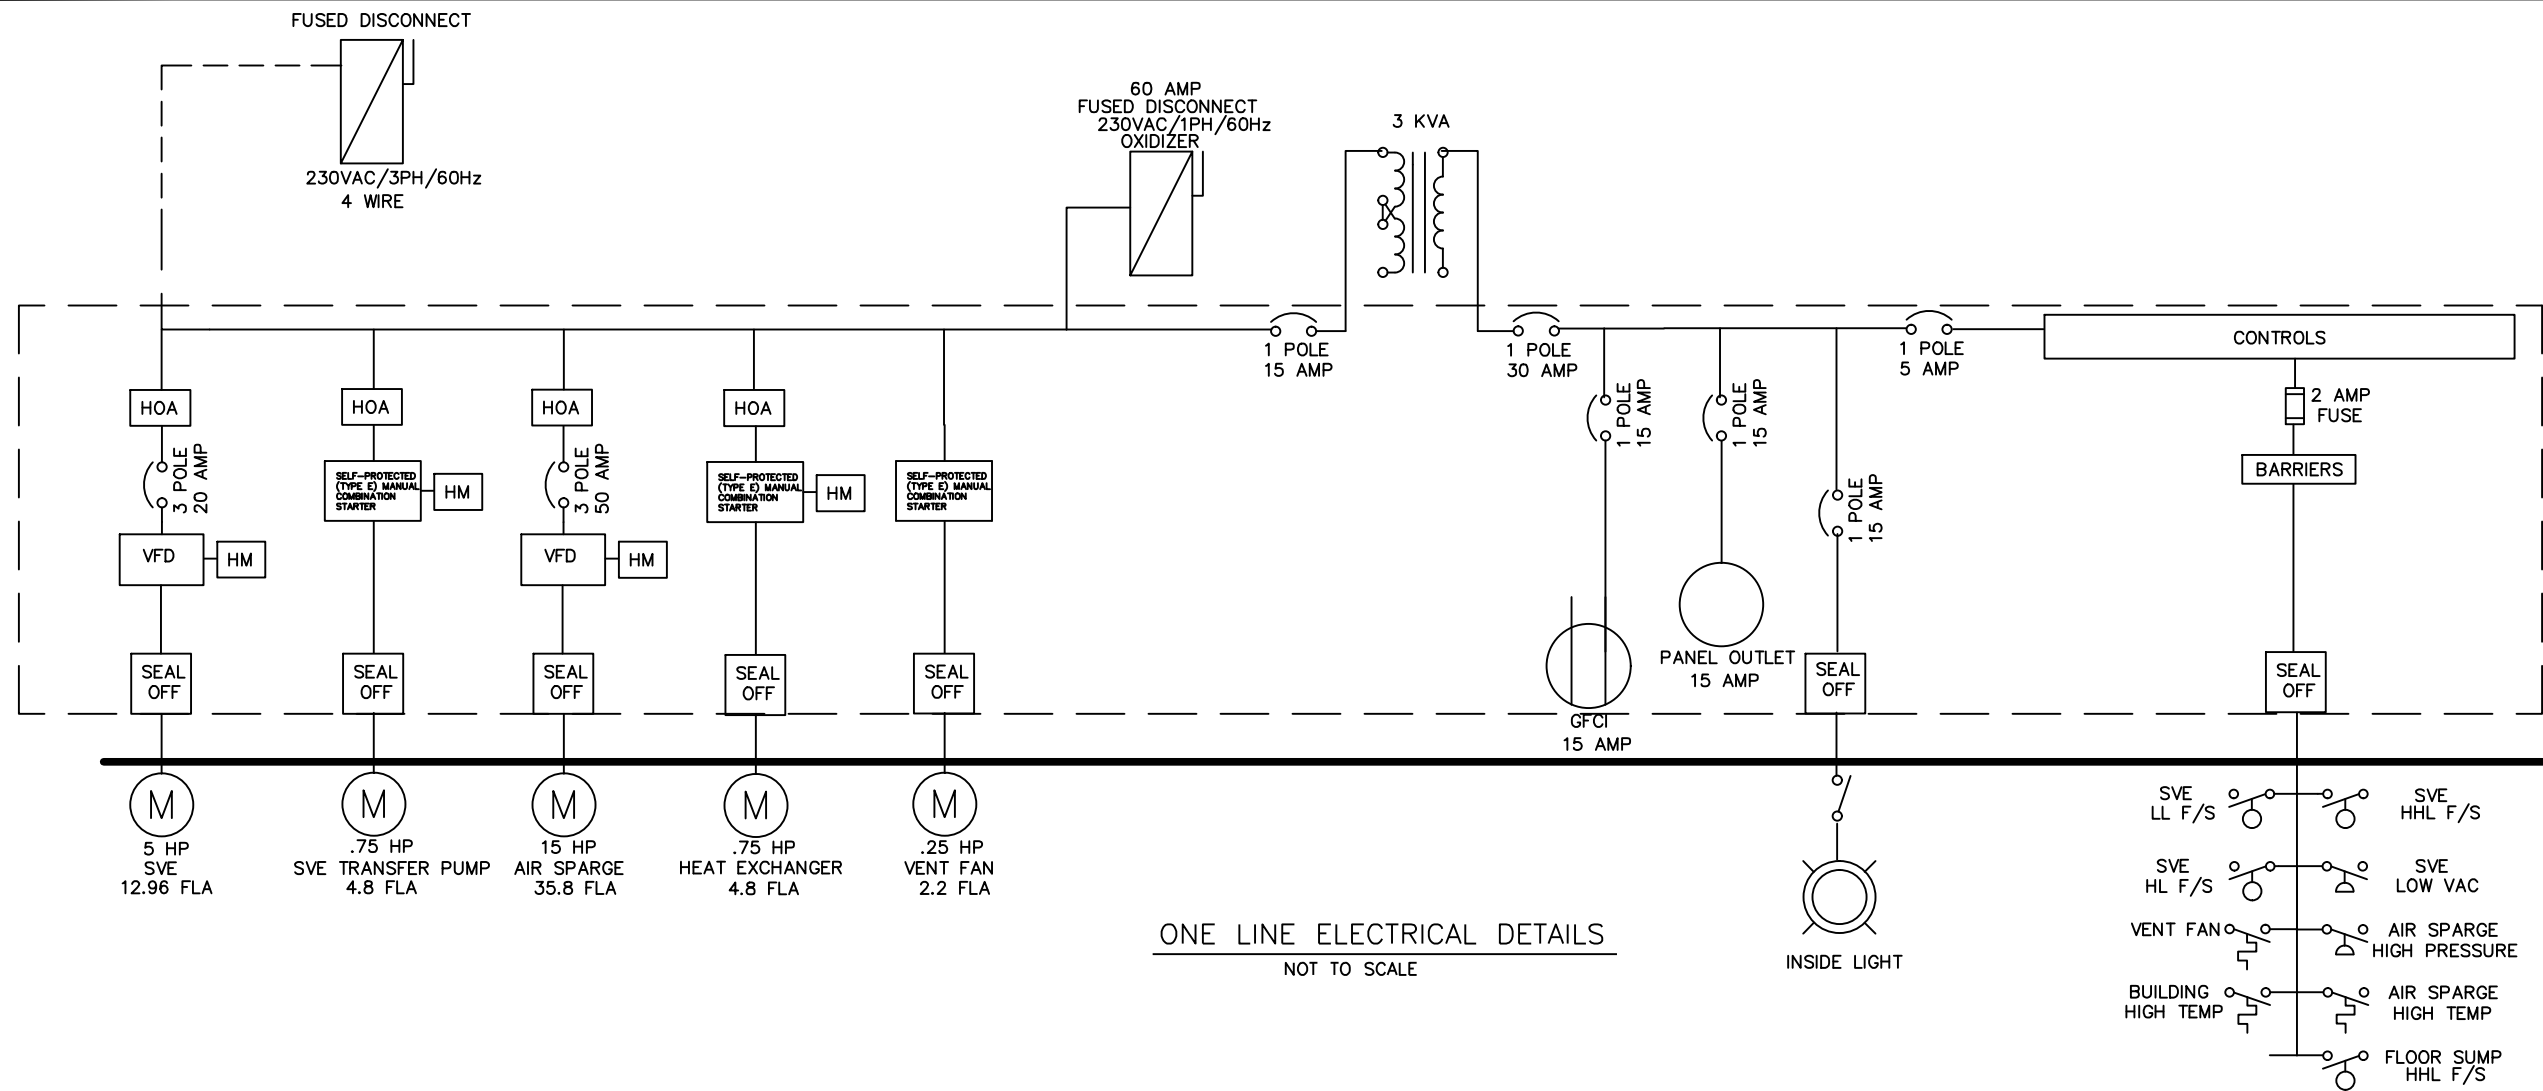 FUSED DISCONNECT
230VAC/3PH/60Hz
4 WIRE
60 AMP
FUSED DISCONNECT
230VAC/1PH/60Hz
OXIDIZER
3 KVA
1 POLE
15 AMP
1 POLE
30 AMP
1 POLE
5 AMP
CONTROLS
2 AMP
FUSE
BARRIERS
HOA
HOA
HOA
HOA
3 POLE
20 AMP
SELF-PROTECTED
(TYPE E) MANUAL
COMBINATION
STARTER
HM
3 POLE
50 AMP
SELF-PROTECTED
(TYPE E) MANUAL
COMBINATION
STARTER
HM
SELF-PROTECTED
(TYPE E) MANUAL
COMBINATION
STARTER
1 POLE
15 AMP
1 POLE
15 AMP
1 POLE
15 AMP
VFD
HM
VFD
HM
SEAL
OFF
SEAL
OFF
SEAL
OFF
SEAL
OFF
SEAL
OFF
GFCI
15 AMP
PANEL OUTLET
15 AMP
SEAL
OFF
SEAL
OFF
M
M
M
M
M
5 HP
SVE
12.96 FLA
.75 HP
SVE TRANSFER PUMP
4.8 FLA
15 HP
AIR SPARGE
35.8 FLA
.75 HP
HEAT EXCHANGER
4.8 FLA
.25 HP
VENT FAN
2.2 FLA
INSIDE LIGHT
SVE
LL F/S
SVE
HHL F/S
SVE
HL F/S
SVE
LOW VAC
VENT FAN
AIR SPARGE
HIGH PRESSURE
BUILDING
HIGH TEMP
AIR SPARGE
HIGH TEMP
FLOOR SUMP
HHL F/S
ONE LINE ELECTRICAL DETAILS
NOT TO SCALE